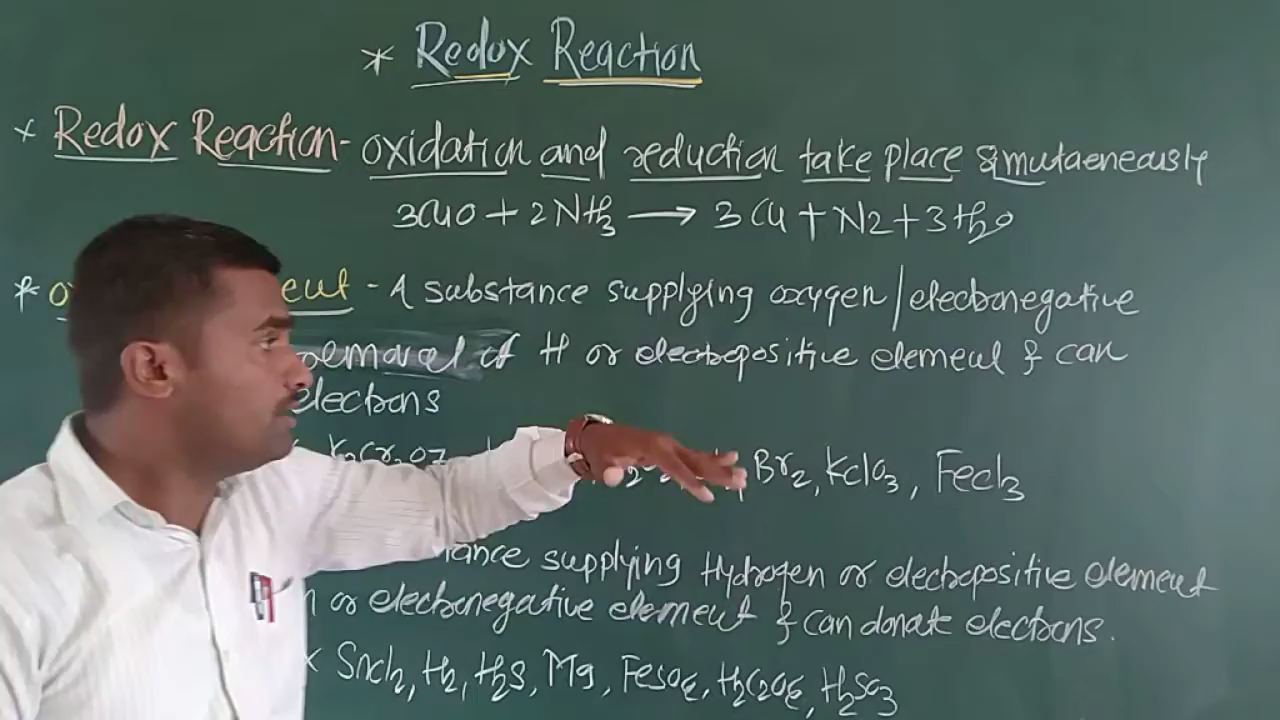 * Redox Reaction
× Redox Reaction- oxidation and reduction take place simutaeneously
3CuO + 2NH3 → 3Cu + N2 + 3H2O
* - A substance supplying oxygen/electronegative
removal of H or electropositive element & can
electrons
K2Cr2O7 Br2, KClO3, FeCl3
supplying Hydrogen or electropositive element
or electronegative element & can donate electrons.
SnCl2, H2, H2S, Mg, FeSO4, H2C2O4, H2SO3